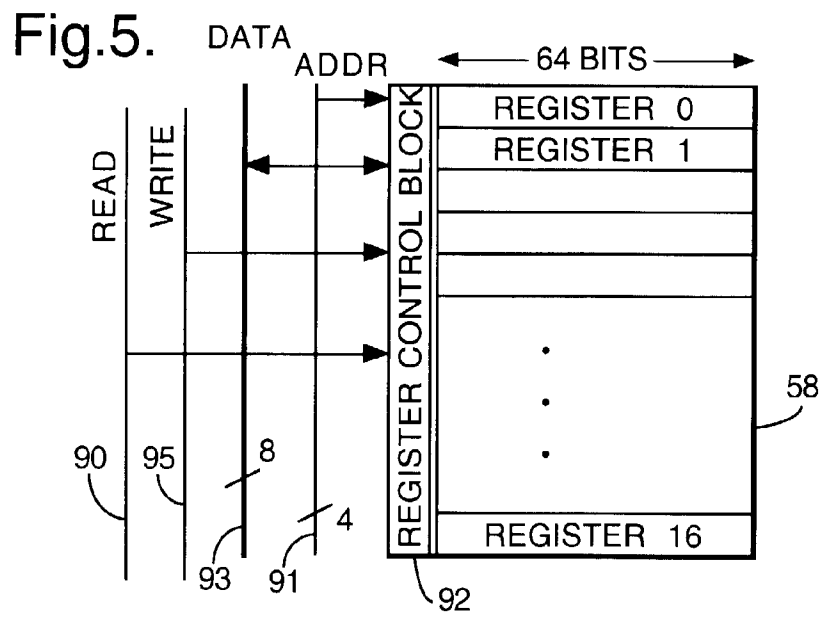 Fig.5.
DATA
ADDR
64 BITS
READ
WRITE
REGISTER CONTROL BLOCK
REGISTER 0
REGISTER 1
REGISTER 16
58
90
95
8
93
4
91
92